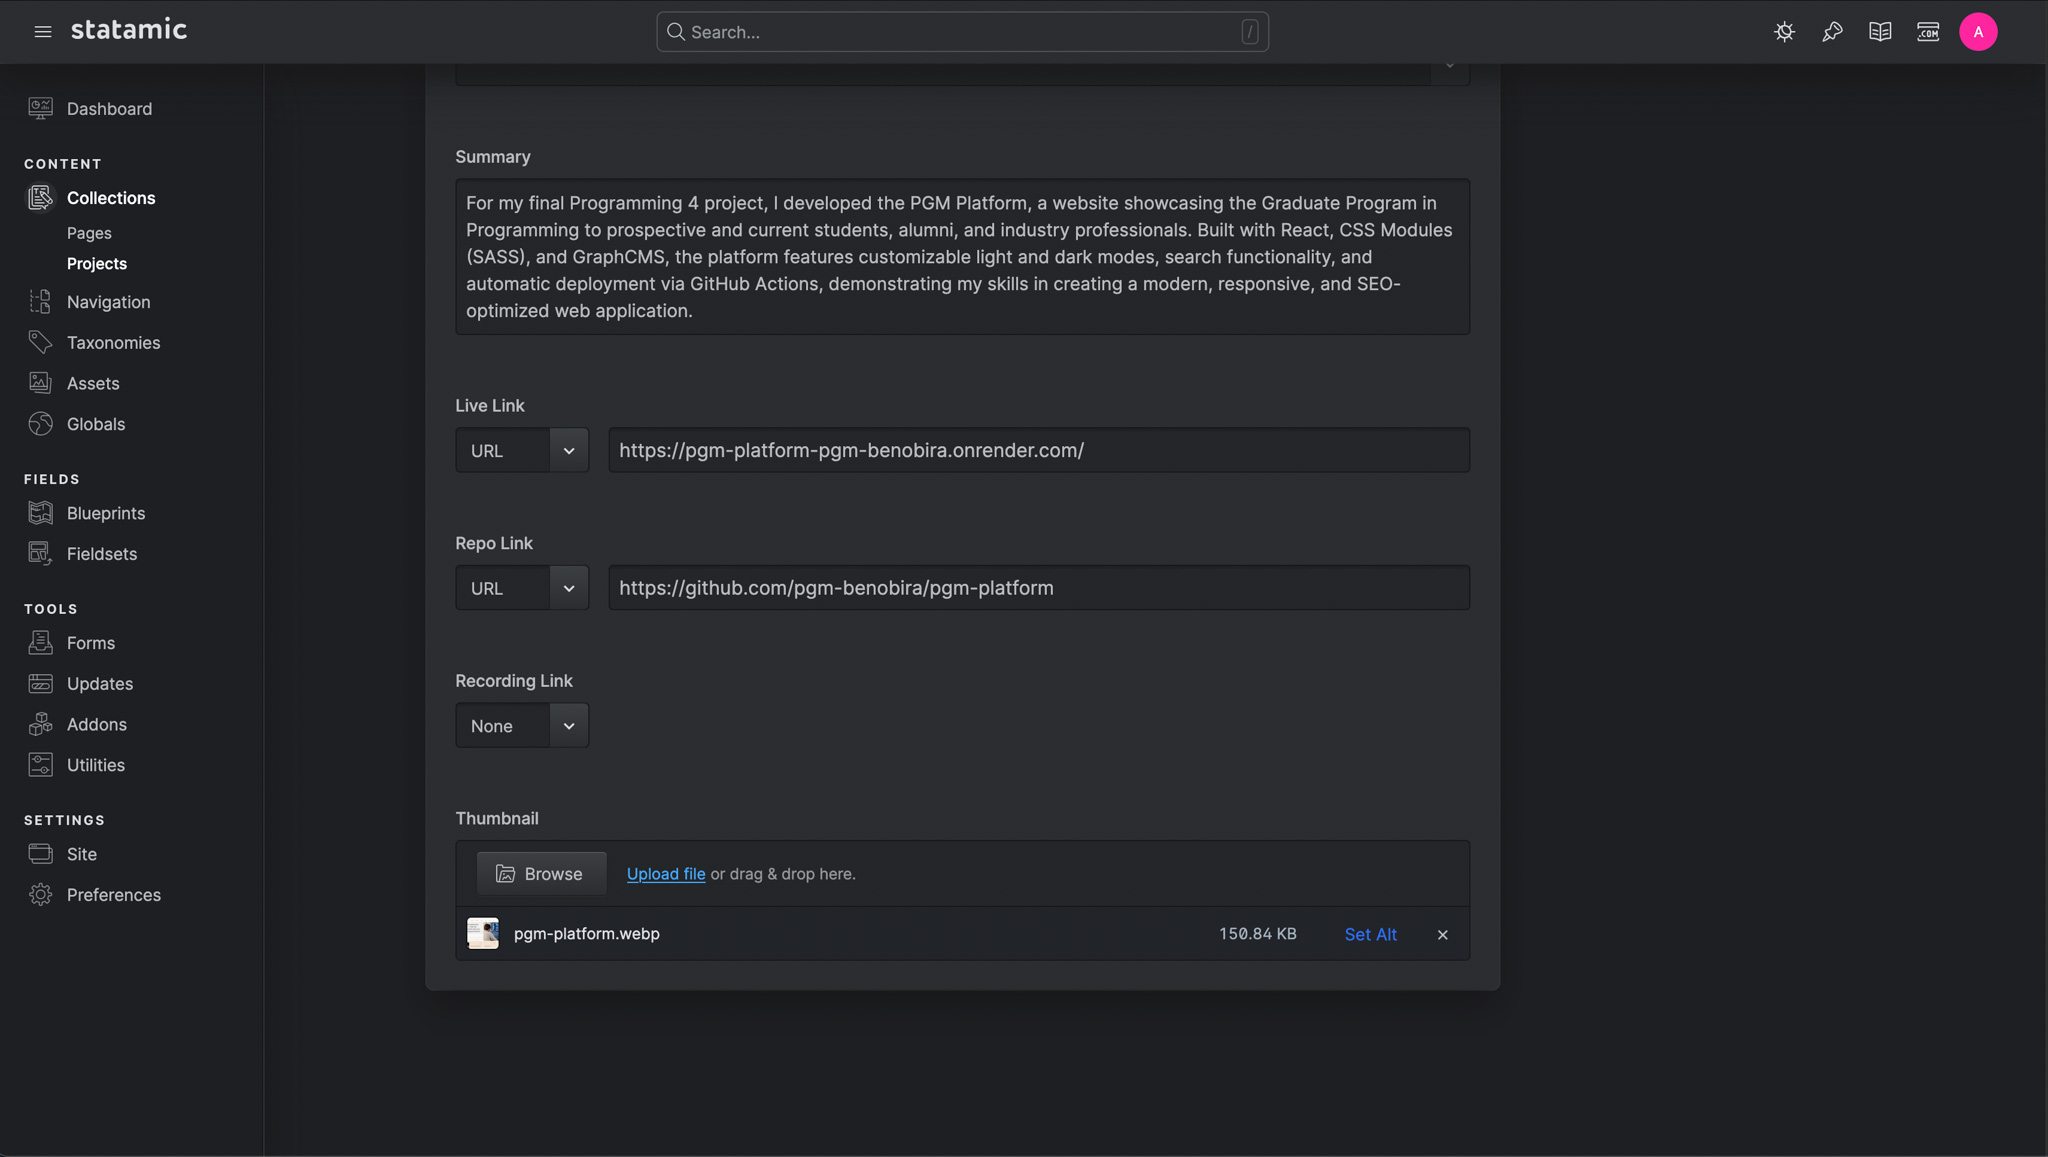 statamic
Search...
/
.COM
A
Dashboard
CONTENT
Collections
Pages
Projects
Navigation
Taxonomies
Assets
Globals
FIELDS
Blueprints
Fieldsets
TOOLS
Forms
Updates
Addons
Utilities
SETTINGS
Site
Preferences
Summary
For my final Programming 4 project, I developed the PGM Platform, a website showcasing the Graduate Program in
Programming to prospective and current students, alumni, and industry professionals. Built with React, CSS Modules
(SASS), and GraphCMS, the platform features customizable light and dark modes, search functionality, and
automatic deployment via GitHub Actions, demonstrating my skills in creating a modern, responsive, and SEO-
optimized web application.
Live Link
URL
https://pgm-platform-pgm-benobira.onrender.com/
Repo Link
URL
https://github.com/pgm-benobira/pgm-platform
Recording Link
None
Thumbnail
Browse
Upload file or drag & drop here.
pgm-platform.webp
150.84 KB
Set Alt
×